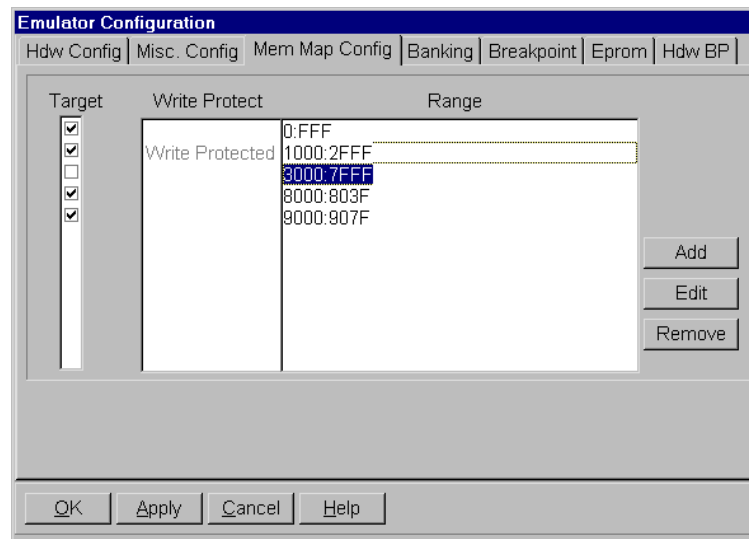 Emulator Configuration
Hdw Config Misc. Config Mem Map Config Banking Breakpoint Eprom Hdw BP
Target Write Protect Range
0:FFF
Write Protected 1000:2FFF
3000:7FFF
8000:803F
9000:907F
Add
Edit
Remove
OK Apply Cancel Help